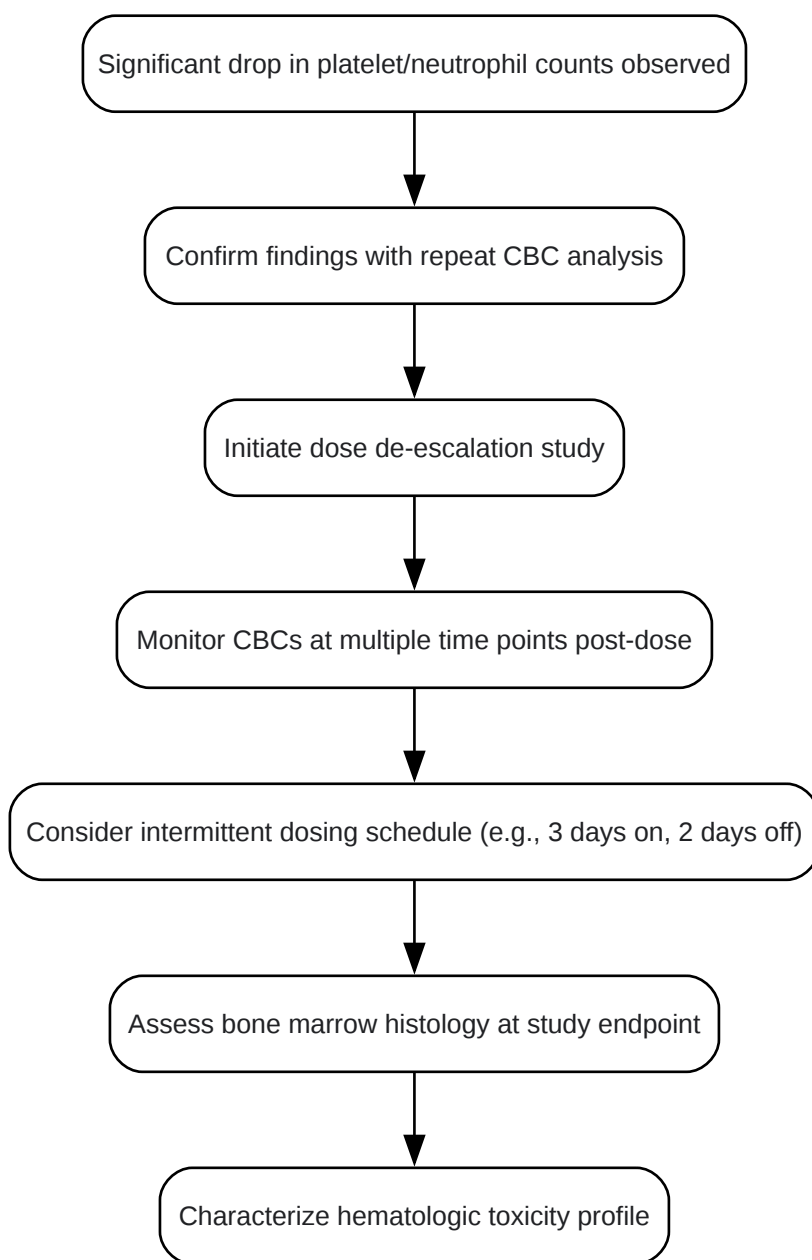 Significant drop in platelet/neutrophil counts observed
Confirm findings with repeat CBC analysis
Initiate dose de-escalation study
Monitor CBCs at multiple time points post-dose
Consider intermittent dosing schedule (e.g., 3 days on, 2 days off)
Assess bone marrow histology at study endpoint
Characterize hematologic toxicity profile